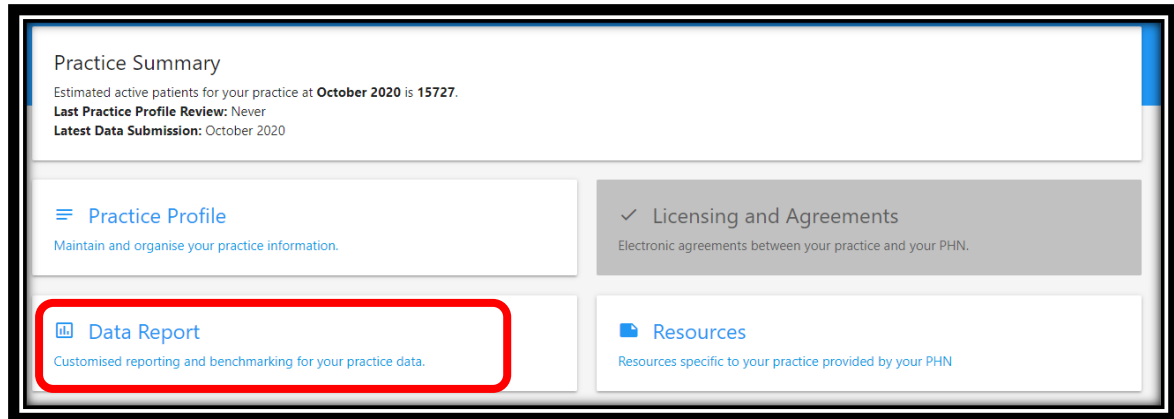 Practice Summary
Estimated active patients for your practice at October 2020 is 15727.
Last Practice Profile Review: Never
Latest Data Submission: October 2020
Practice Profile
Maintain and organise your practice information.
Licensing and Agreements
Electronic agreements between your practice and your PHN.
Data Report
Customised reporting and benchmarking for your practice data.
Resources
Resources specific to your practice provided by your PHN